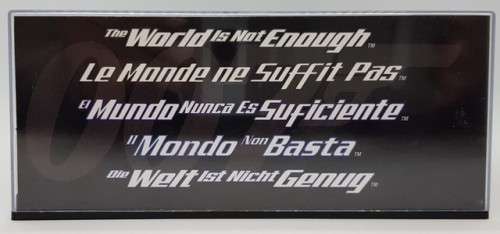 The World Is Not Enough™
Le Monde ne Suffit Pas™
El Mundo Nunca Es Suficiente™
Il Mondo Non Basta™
Die Welt Ist Nicht Genug™
007